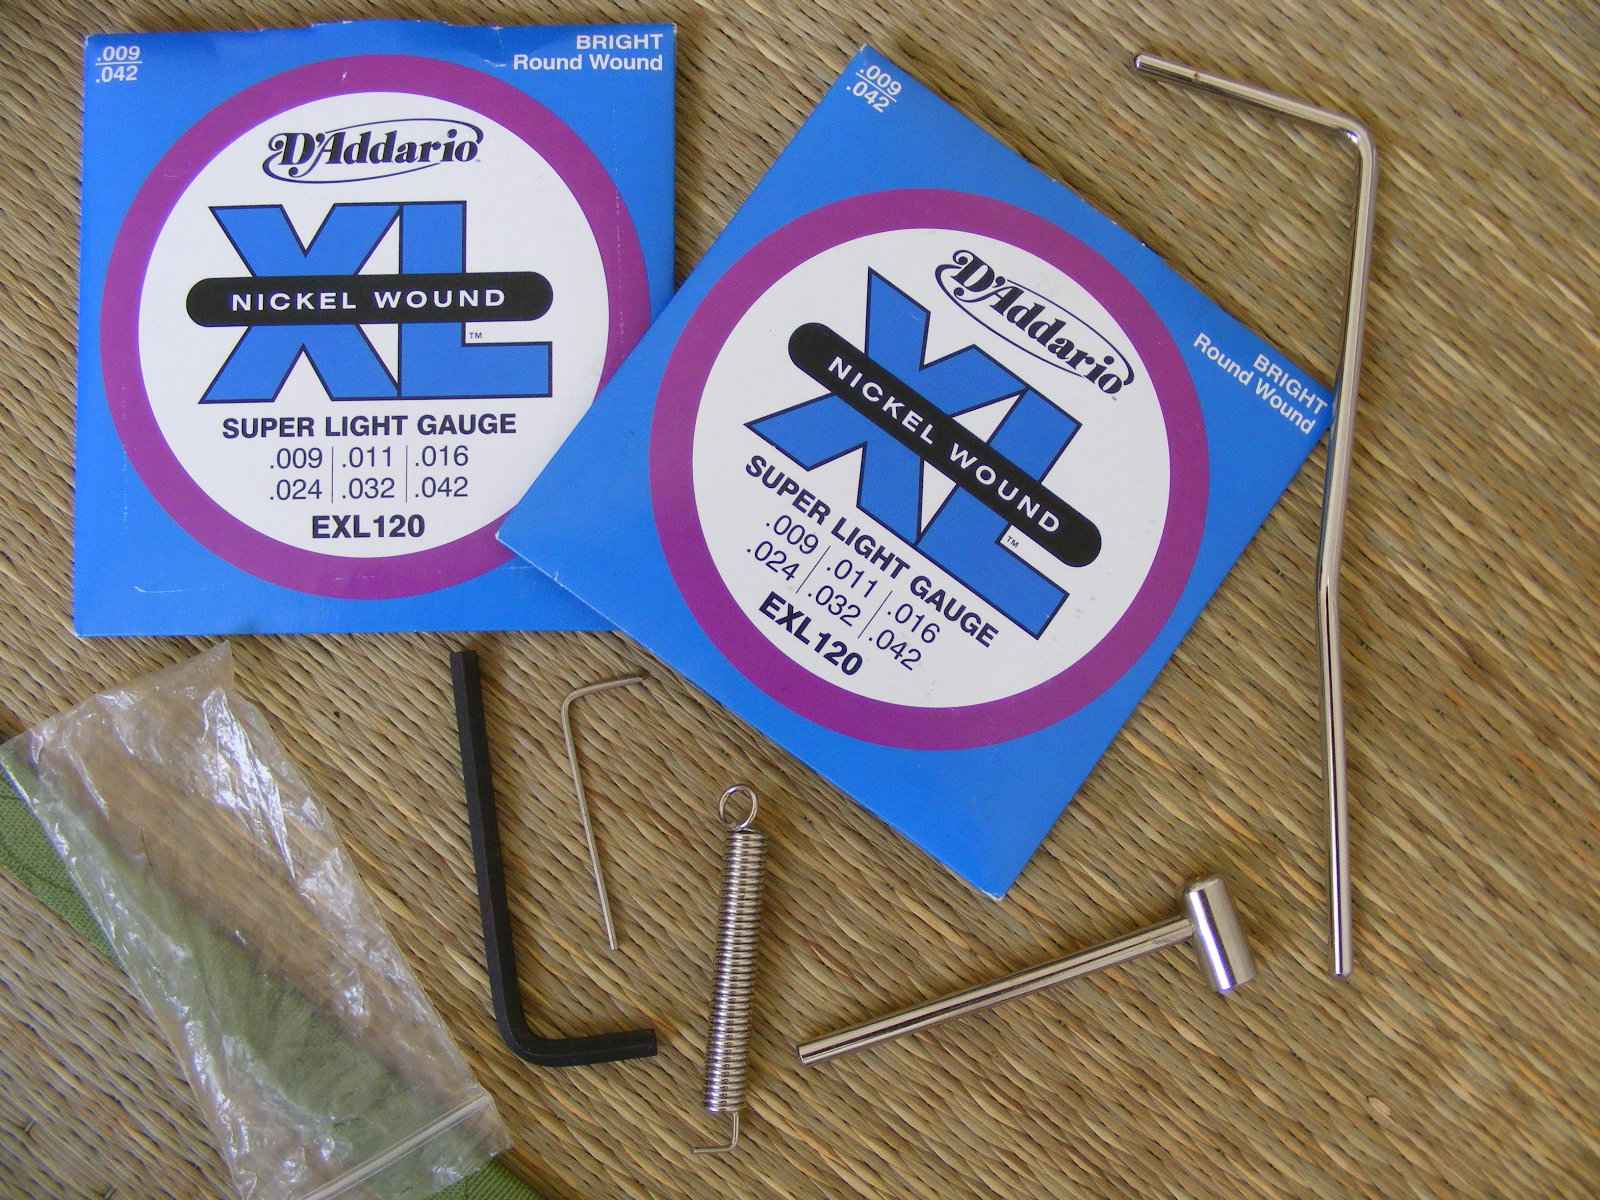 .009
.042
BRIGHT
Round Wound
D'Addario
XL
NICKEL WOUND
TM
SUPER LIGHT GAUGE
.009 .011 .016
.024 .032 .042
EXL120
.009
.042
BRIGHT
Round Wound
D'Addario
XL
NICKEL WOUND
TM
SUPER LIGHT GAUGE
.009 .011 .016
.024 .032 .042
EXL120